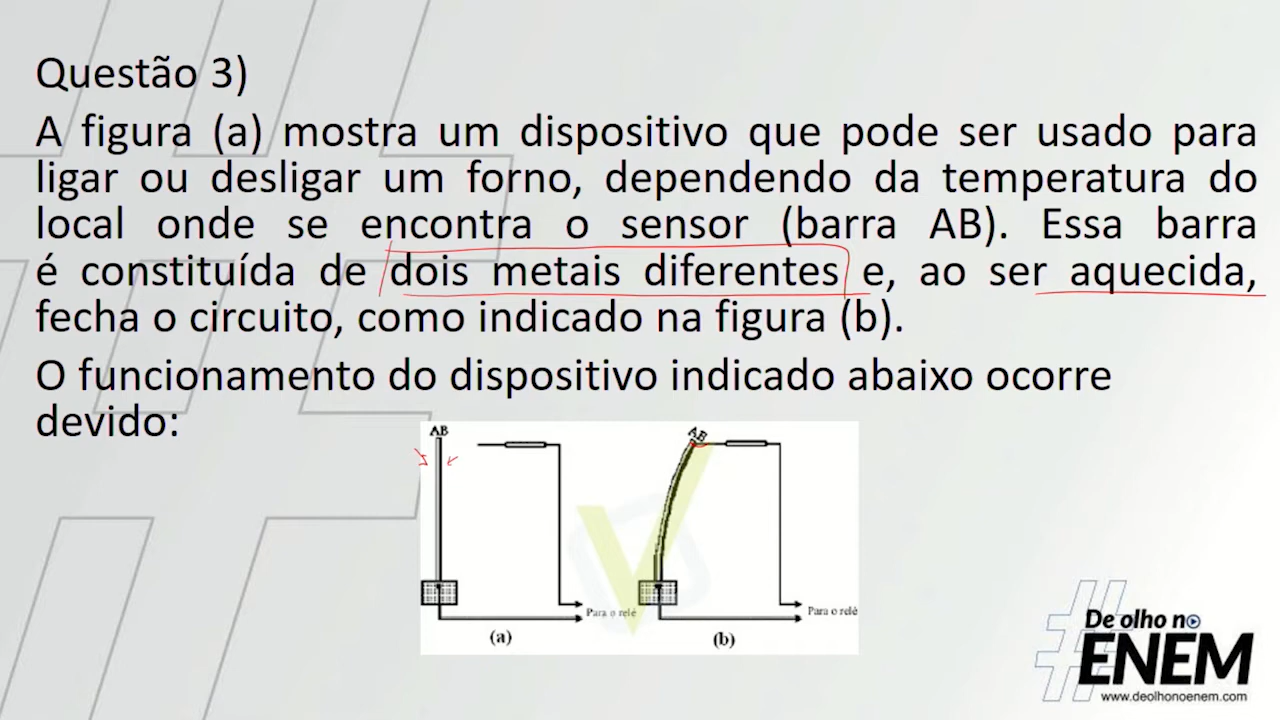 Questão 3)
A figura (a) mostra um dispositivo que pode ser usado para
ligar ou desligar um forno, dependendo da temperatura do
local onde se encontra o sensor (barra AB). Essa barra
é constituída de dois metais diferentes e, ao ser aquecida,
fecha o circuito, como indicado na figura (b).
O funcionamento do dispositivo indicado abaixo ocorre
devido:
AB
AB
Para o relé
Para o relé
(a)
(b)
#
De olho no
ENEM
www.deolhonoenem.com